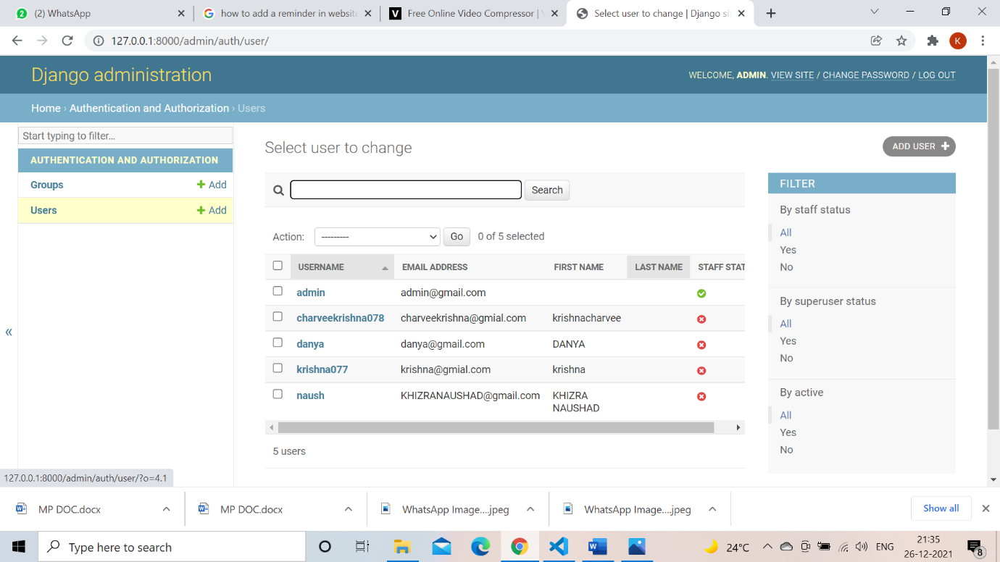 (2) WhatsApp
how to add a reminder in website
Free Online Video Compressor |
Select user to change | Django si
127.0.0.1:8000/admin/auth/user/
K
Django administration
WELCOME, ADMIN. VIEW SITE / CHANGE PASSWORD / LOG OUT
Home › Authentication and Authorization › Users
Start typing to filter...
AUTHENTICATION AND AUTHORIZATION
Groups + Add
Users + Add
«
Select user to change
ADD USER +
Search
Action: --------- Go 0 of 5 selected
USERNAME EMAIL ADDRESS FIRST NAME LAST NAME STAFF STAT
admin admin@gmail.com
charveekrishna078 charveekrishna@gmial.com krishnacharvee
danya danya@gmail.com DANYA
krishna077 krishna@gmial.com krishna
naush KHIZRANAUSHAD@gmail.com KHIZRA
NAUSHAD
5 users
FILTER
By staff status
All
Yes
No
By superuser status
All
Yes
No
By active
All
Yes
No
127.0.0.1:8000/admin/auth/user/?o=4.1
MP DOC.docx
MP DOC.docx
WhatsApp Image....jpeg
WhatsApp Image....jpeg
Show all
Type here to search
24°C
ENG
21:35
26-12-2021
8